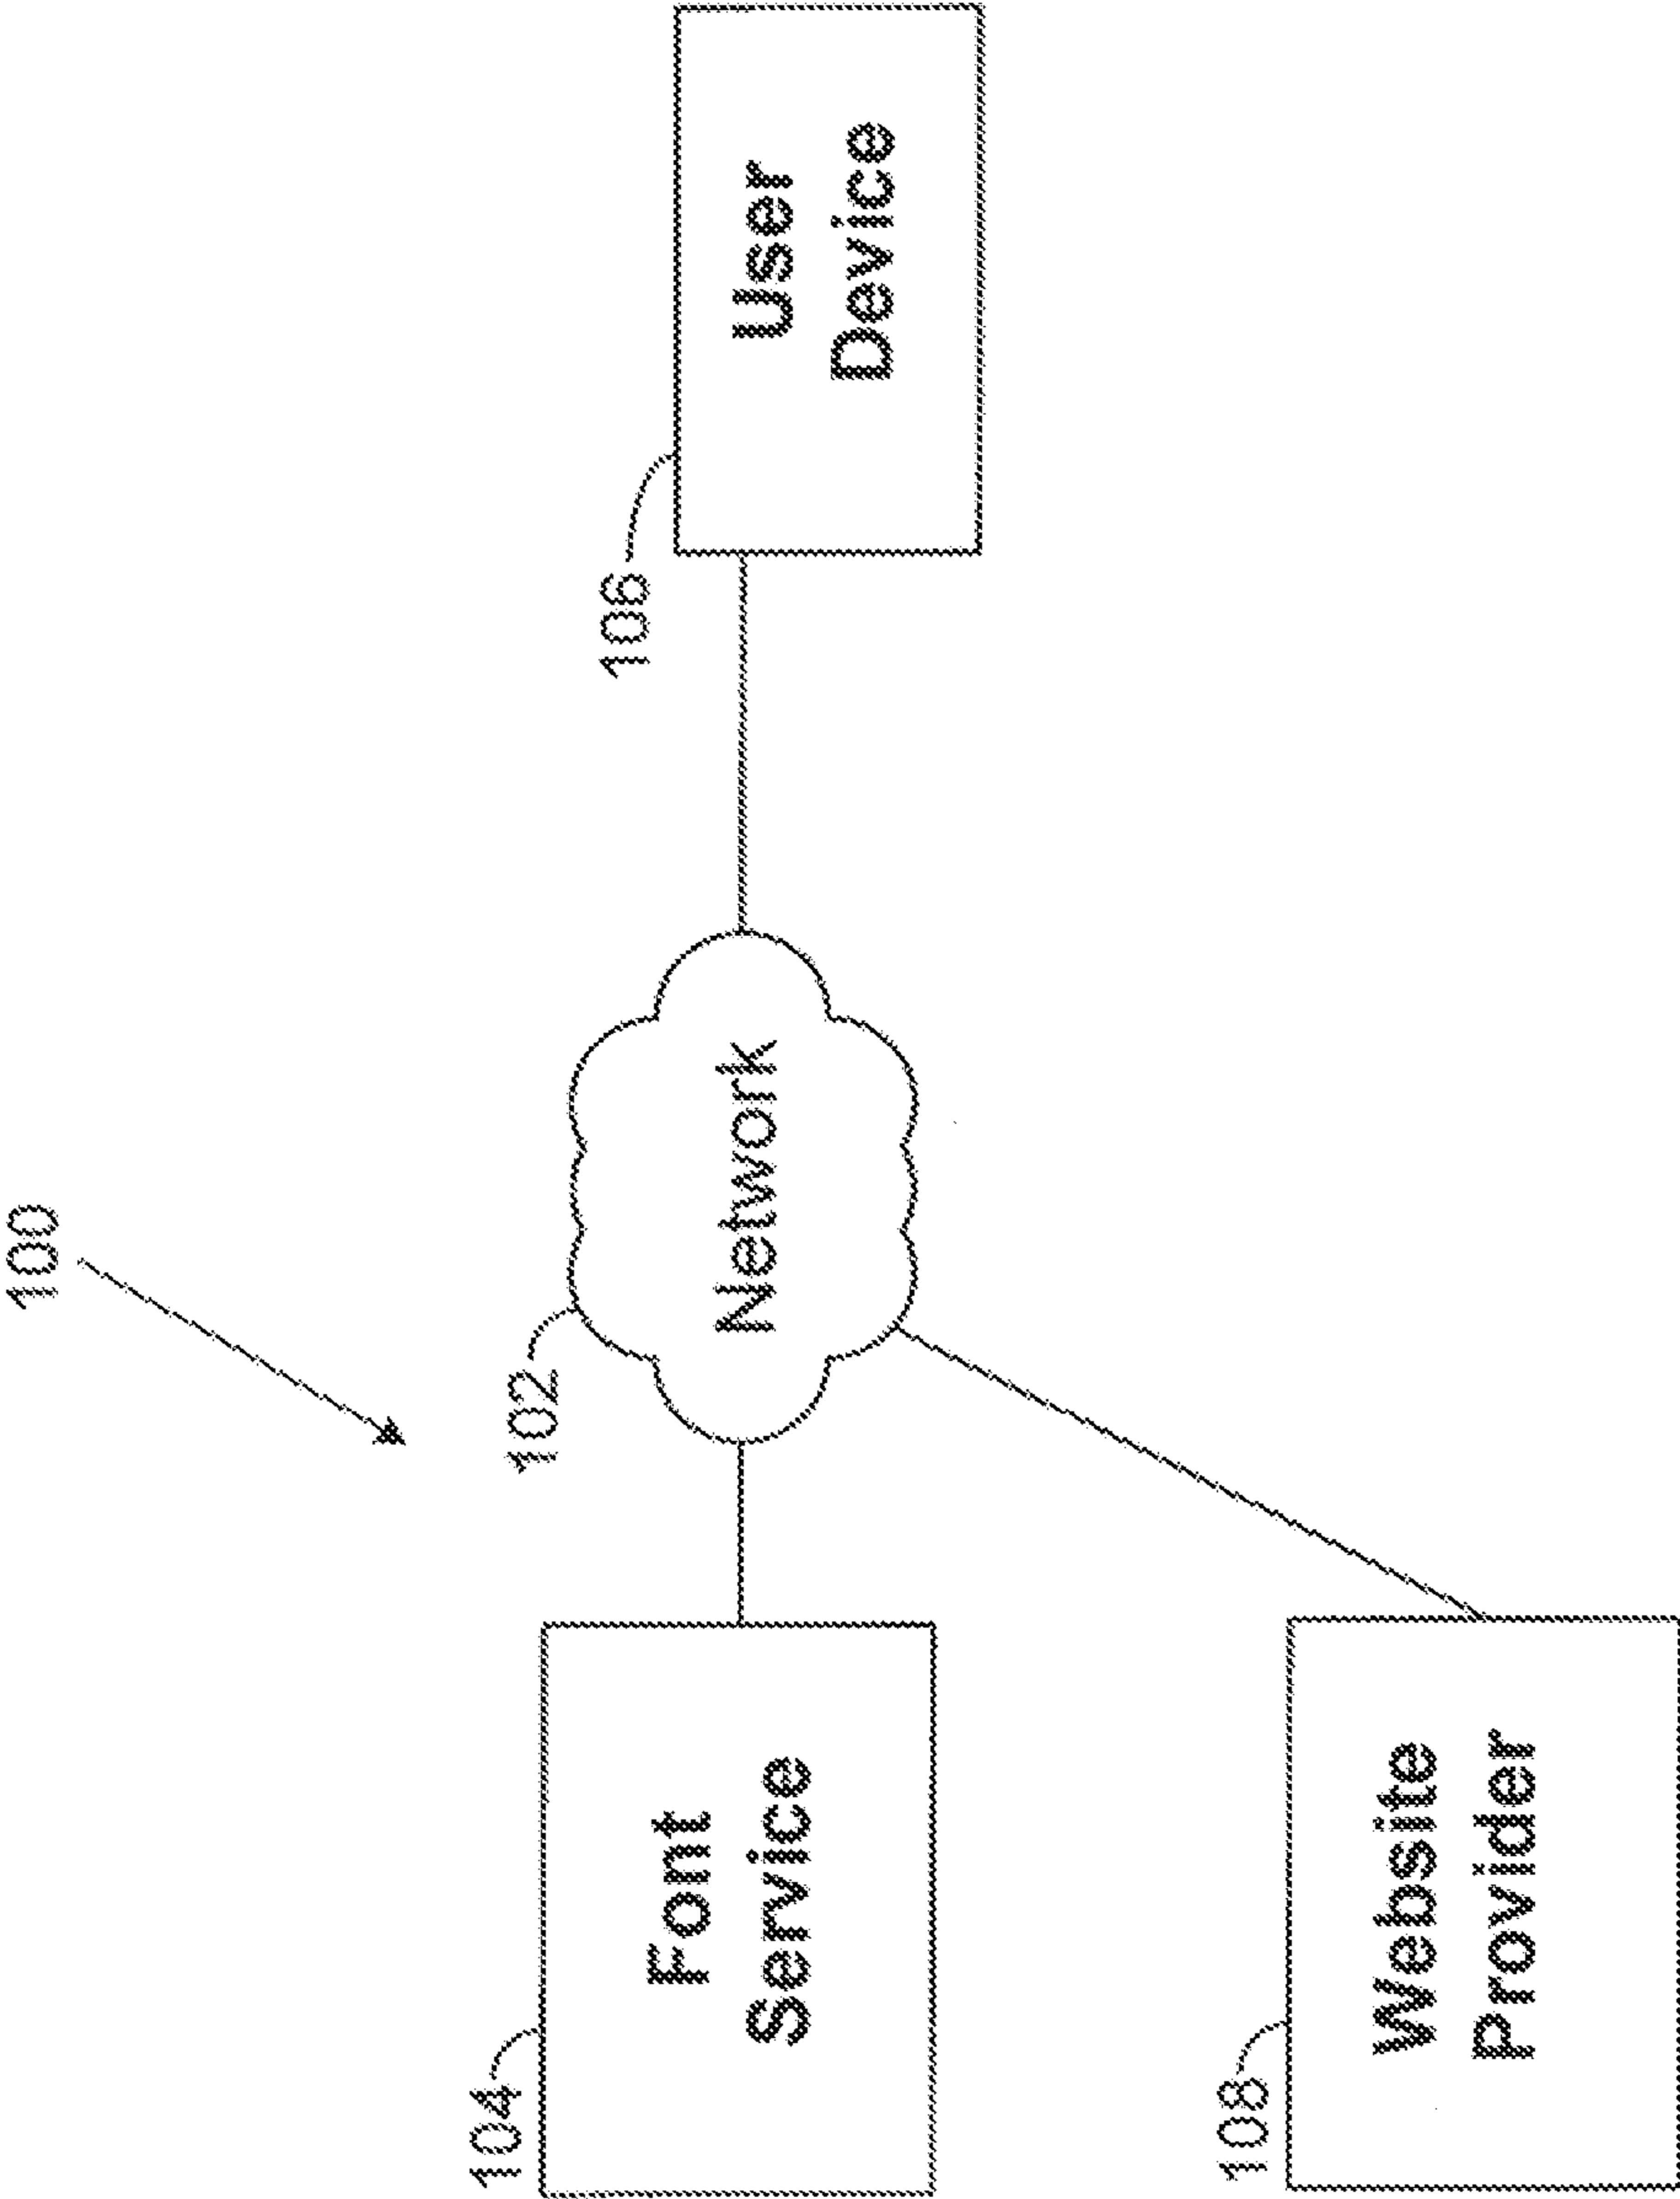 100
102
Network
104
Font
Service
106
User
Device
108
Website
Provider